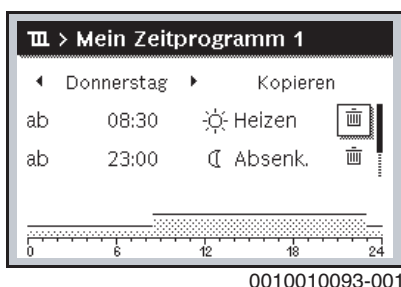 > Mein Zeitprogramm 1
Donnerstag Kopieren
ab 08:30 Heizen
ab 23:00 Absenk.
0 6 12 18 24
0010010093-001